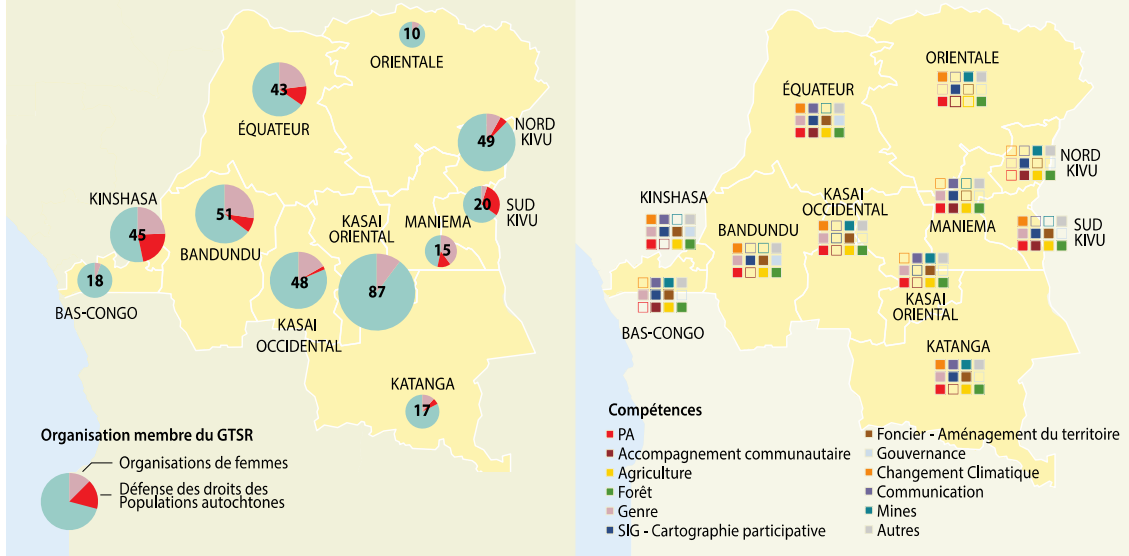 10
ORIENTALE
43
ÉQUATEUR
49
NORD
KIVU
KINSHASA
45
51
BANDUNDU
20
SUD
KIVU
KASAI
ORIENTAL
MANIEMA
15
18
BAS-CONGO
48
KASAI
OCCIDENTAL
87
KATANGA
17
Organisation membre du GTSR
Organisations de femmes
Défense des droits des
Populations autochtones
ORIENTALE
ÉQUATEUR
NORD
KIVU
KINSHASA
KASAI
OCCIDENTAL
MANIEMA
BANDUNDU
SUD
KIVU
BAS-CONGO
KASAI
ORIENTAL
KATANGA
Compétences
PA
Accompagnement communautaire
Agriculture
Forêt
Genre
SIG - Cartographie participative
Foncier - Aménagement du territoire
Gouvernance
Changement Climatique
Communication
Mines
Autres